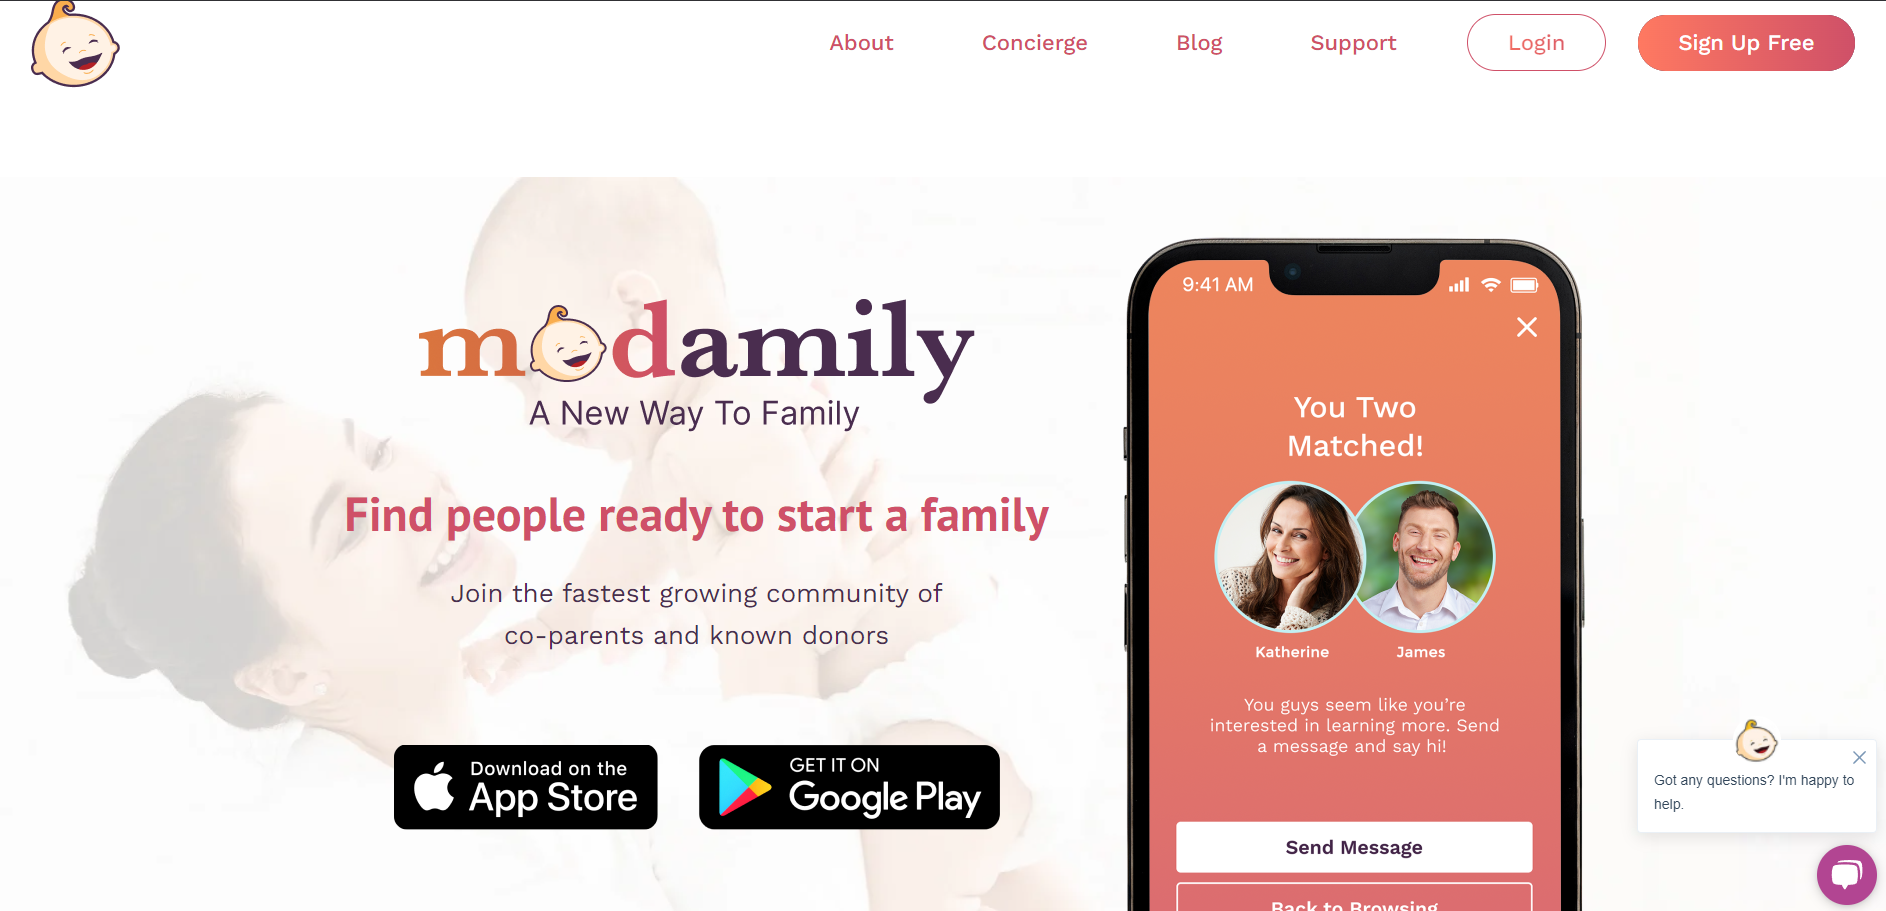 About
Concierge
Blog
Support
Login
Sign Up Free
modamily
A New Way To Family
Find people ready to start a family
Join the fastest growing community of
co-parents and known donors
Download on the
App Store
GET IT ON
Google Play
9:41 AM
You Two
Matched!
Katherine
James
You guys seem like you’re
interested in learning more. Send
a message and say hi!
Send Message
Back to Browsing
Got any questions? I'm happy to
help.